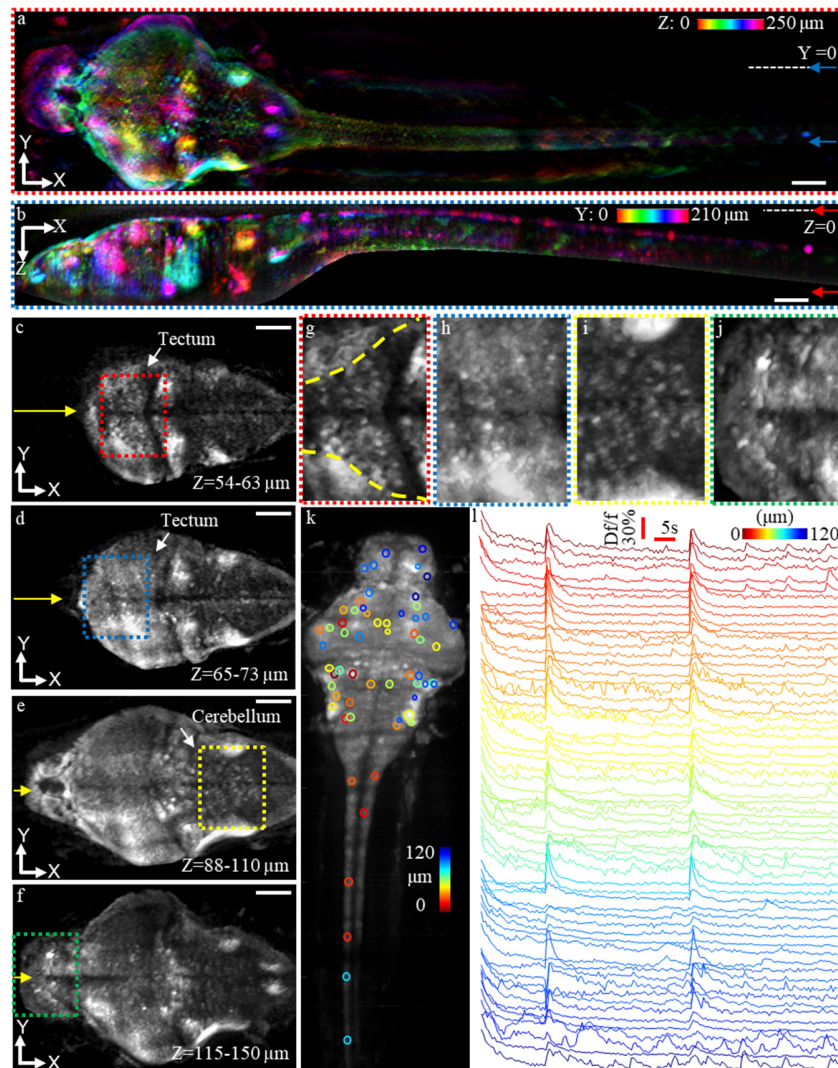 a
Z: 0 250 μm
Y =0
Y
X
b
X
Z
Y: 0 210 μm
Z=0
c
Tectum
Y
X
Z=54-63 μm
g
h
i
j
d
Tectum
Y
X
Z=65-73 μm
k
120
μm
0
l
Df/f
30%
5s
(μm)
0 120
e
Cerebellum
Y
X
Z=88-110 μm
f
Y
X
Z=115-150 μm